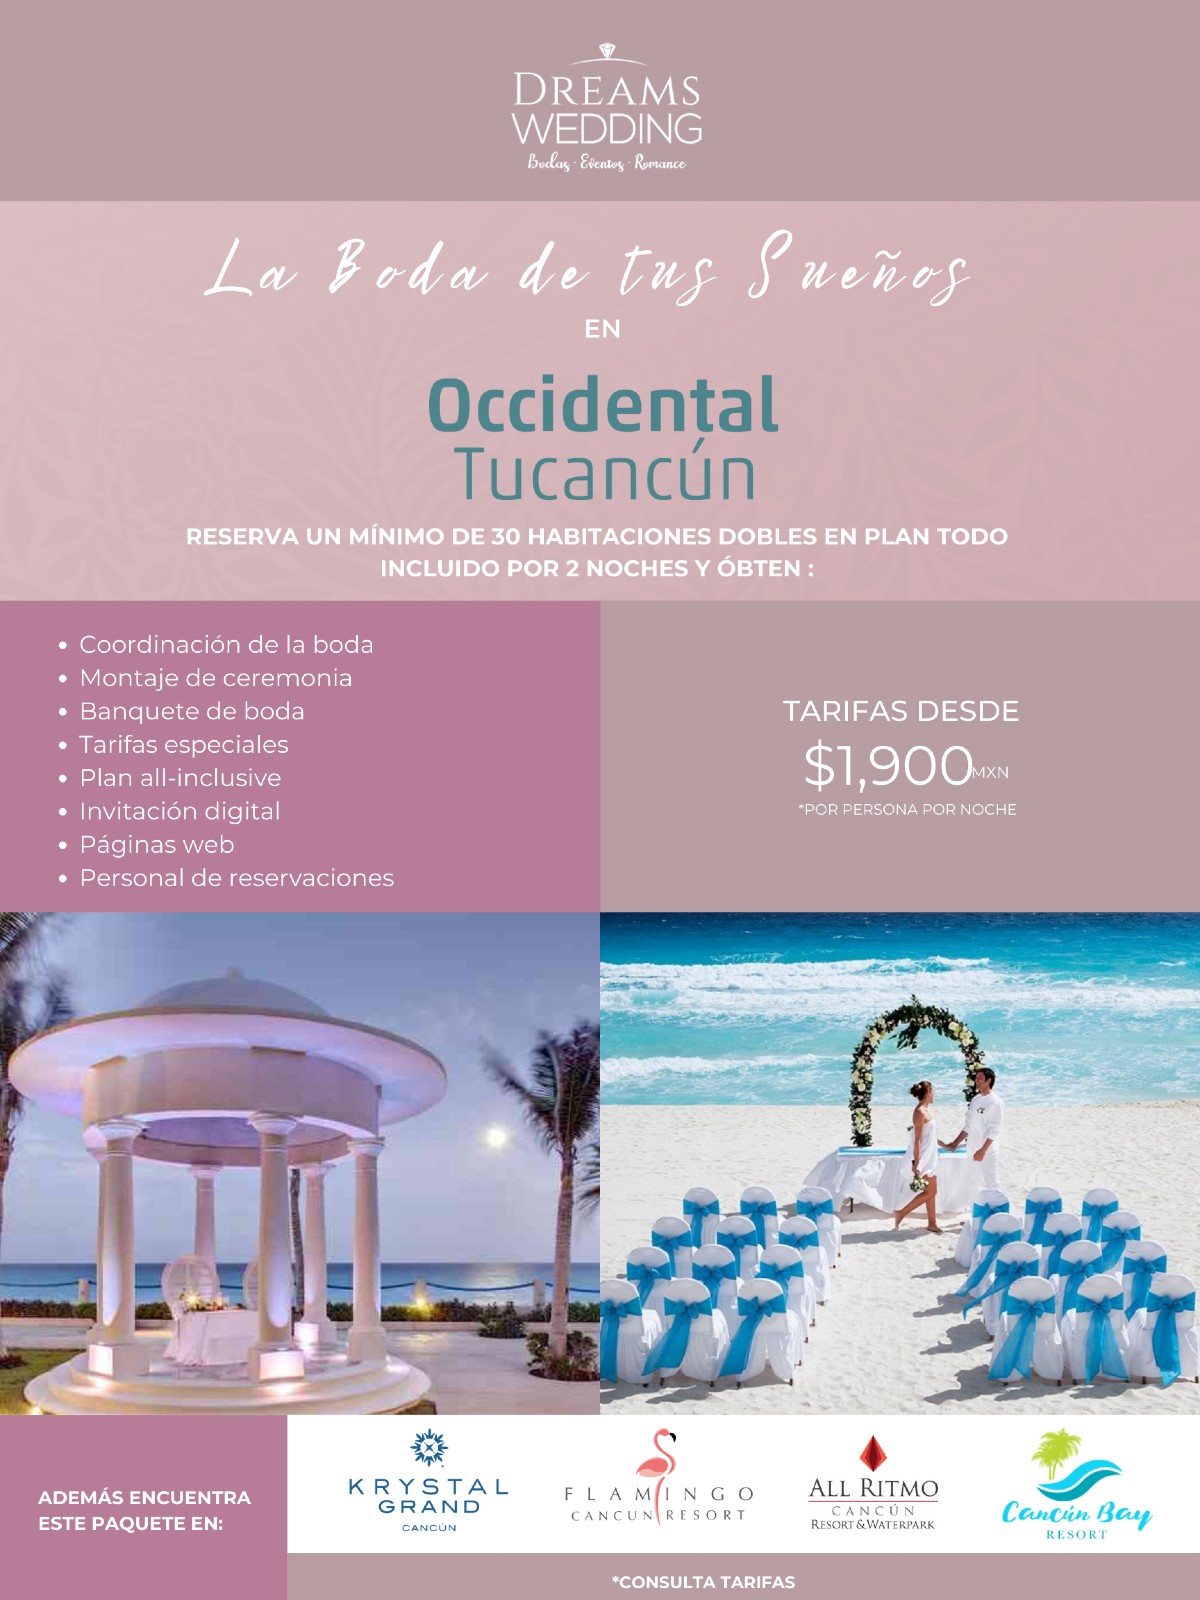 DREAMS
WEDDING
Bodas · Eventos · Romance
La Boda de tus Sueños
EN
Occidental
Tucancún
RESERVA UN MÍNIMO DE 30 HABITACIONES DOBLES EN PLAN TODO
INCLUIDO POR 2 NOCHES Y ÓBTEN :
• Coordinación de la boda
• Montaje de ceremonia
• Banquete de boda
• Tarifas especiales
• Plan all-inclusive
• Invitación digital
• Páginas web
• Personal de reservaciones
TARIFAS DESDE
$1,900MXN
*POR PERSONA POR NOCHE
ADEMÁS ENCUENTRA
ESTE PAQUETE EN:
KRYSTAL
GRAND
CANCÚN
FLAMINGO
CANCUN RESORT
ALL RITMO
CANCÚN
RESORT & WATERPARK
Cancún Bay
RESORT
*CONSULTA TARIFAS